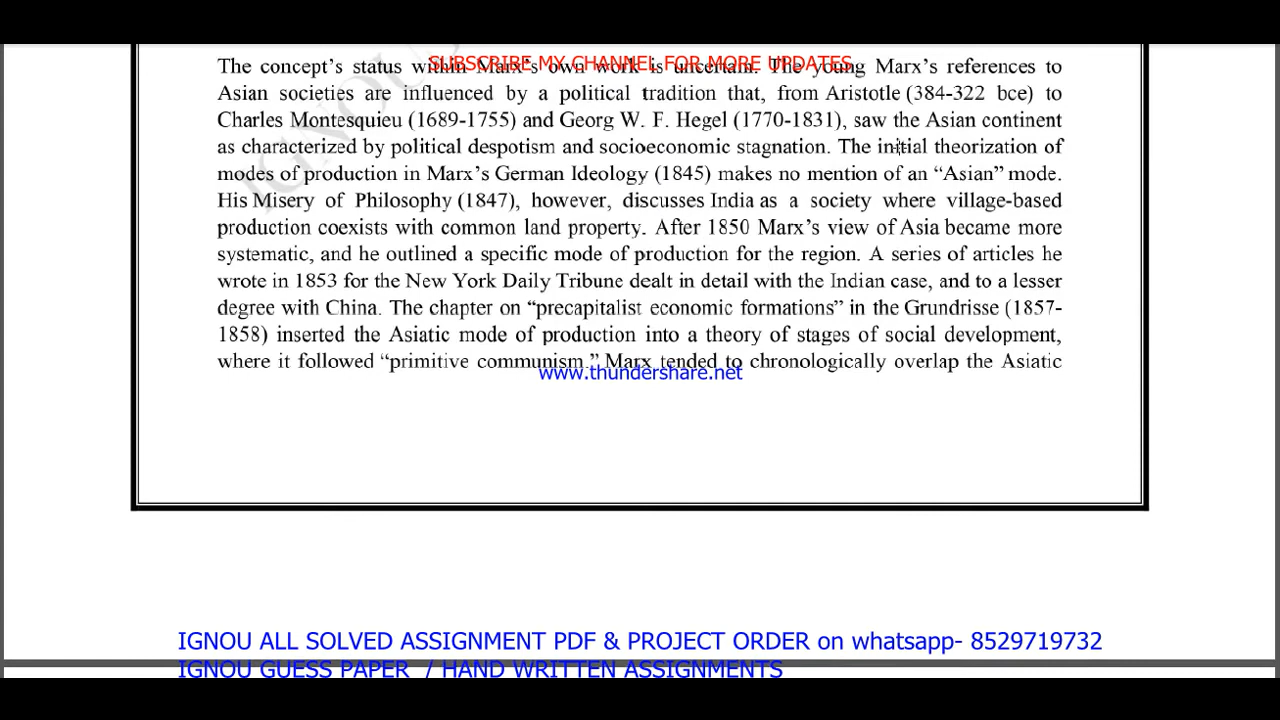 SUBSCRIBE MY CHANNEL FOR MORE UPDATES
The concept's status within Marx's own work is uncertain. The young Marx's references to
Asian societies are influenced by a political tradition that, from Aristotle (384-322 bce) to
Charles Montesquieu (1689-1755) and Georg W. F. Hegel (1770-1831), saw the Asian continent
as characterized by political despotism and socioeconomic stagnation. The initial theorization of
modes of production in Marx's German Ideology (1845) makes no mention of an “Asian” mode.
His Misery of Philosophy (1847), however, discusses India as a society where village-based
production coexists with common land property. After 1850 Marx's view of Asia became more
systematic, and he outlined a specific mode of production for the region. A series of articles he
wrote in 1853 for the New York Daily Tribune dealt in detail with the Indian case, and to a lesser
degree with China. The chapter on “precapitalist economic formations” in the Grundrisse (1857-
1858) inserted the Asiatic mode of production into a theory of stages of social development,
where it followed “primitive communism.” Marx tended to chronologically overlap the Asiatic
www.thundershare.net
IGNOU
IGNOU ALL SOLVED ASSIGNMENT PDF & PROJECT ORDER on whatsapp- 8529719732
IGNOU GUESS PAPER / HAND WRITTEN ASSIGNMENTS